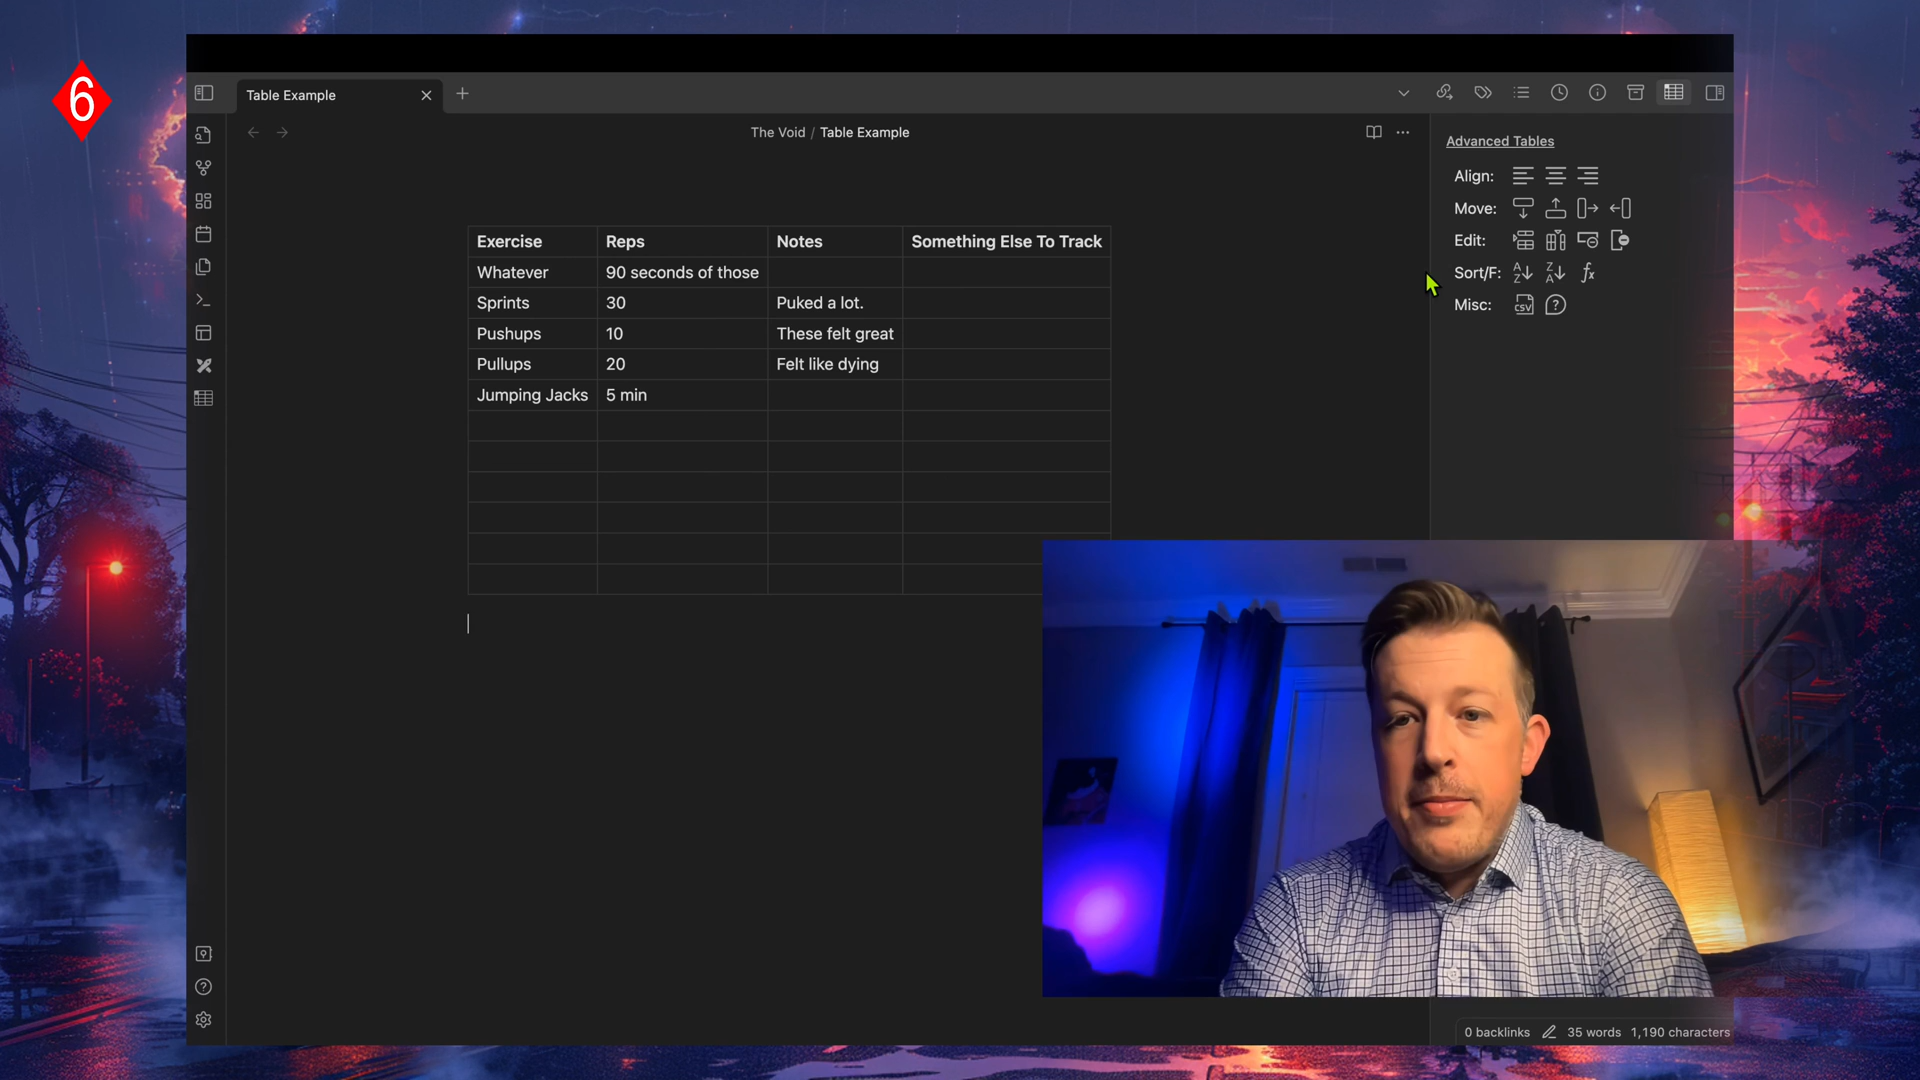 6
Table Example
The Void / Table Example
Advanced Tables
Align:
Move:
Edit:
Sort/F:
Misc:
CSV
Exercise Reps Notes Something Else To Track
Whatever 90 seconds of those
Sprints 30 Puked a lot.
Pushups 10 These felt great
Pullups 20 Felt like dying
Jumping Jacks 5 min
0 backlinks 35 words 1,190 characters